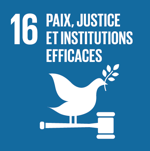 16 PAIX, JUSTICE
ET INSTITUTIONS
EFFICACES